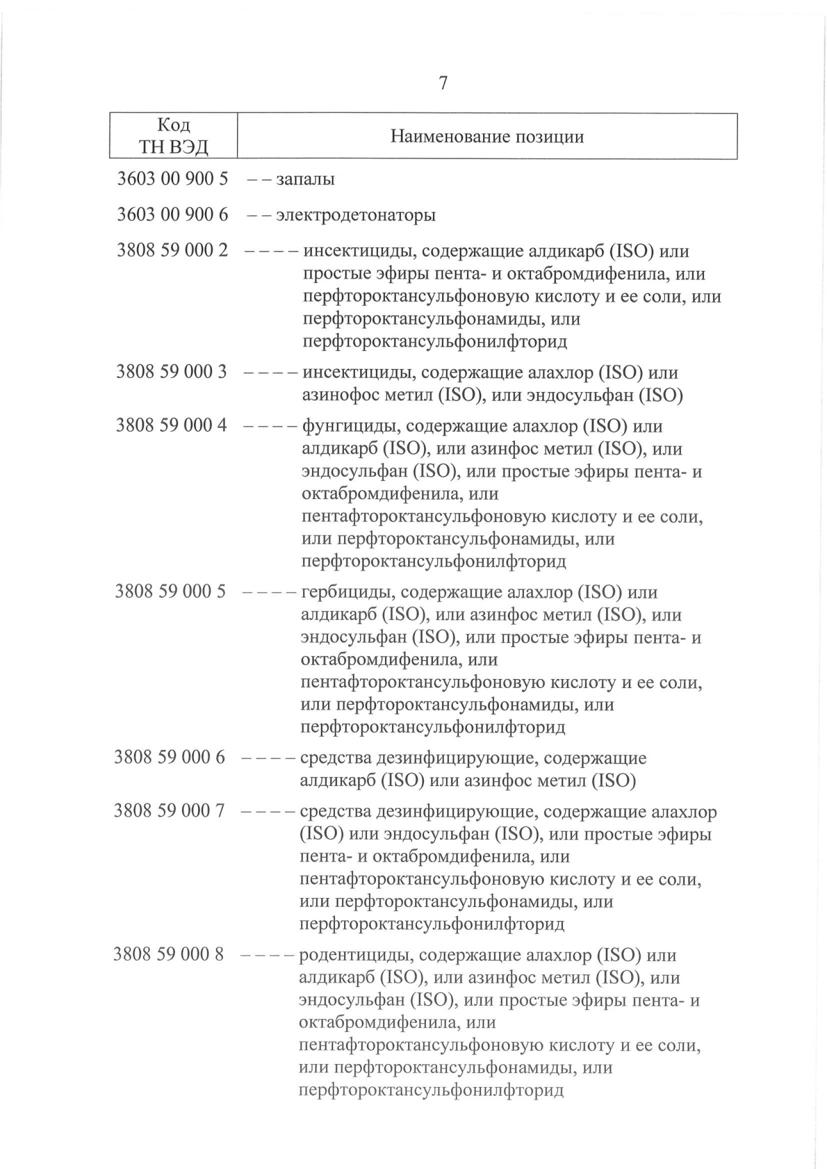 7
Код
ТН ВЭД
Наименование позиции
3603 00 900 5 – – запалы
3603 00 900 6 – – электродетонаторы
3808 59 000 2 – – – – инсектициды, содержащие алдикарб (ISO) или
простые эфиры пента- и октабромдифенила, или
перфтороктансульфоновую кислоту и ее соли, или
перфтороктансульфонамиды, или
перфтороктансульфонилфторид
3808 59 000 3 – – – – инсектициды, содержащие алахлор (ISO) или
азинофос метил (ISO), или эндосульфан (ISO)
3808 59 000 4 – – – – фунгициды, содержащие алахлор (ISO) или
алдикарб (ISO), или азинфос метил (ISO), или
эндосульфан (ISO), или простые эфиры пента- и
октабромдифенила, или
пентафтороктансульфоновую кислоту и ее соли,
или перфтороктансульфонамиды, или
перфтороктансульфонилфторид
3808 59 000 5 – – – – гербициды, содержащие алахлор (ISO) или
алдикарб (ISO), или азинфос метил (ISO), или
эндосульфан (ISO), или простые эфиры пента- и
октабромдифенила, или
пентафтороктансульфоновую кислоту и ее соли,
или перфтороктансульфонамиды, или
перфтороктансульфонилфторид
3808 59 000 6 – – – – средства дезинфицирующие, содержащие
алдикарб (ISO) или азинфос метил (ISO)
3808 59 000 7 – – – – средства дезинфицирующие, содержащие алахлор
(ISO) или эндосульфан (ISO), или простые эфиры
пента- и октабромдифенила, или
пентафтороктансульфоновую кислоту и ее соли,
или перфтороктансульфонамиды, или
перфтороктансульфонилфторид
3808 59 000 8 – – – – родентициды, содержащие алахлор (ISO) или
алдикарб (ISO), или азинфос метил (ISO), или
эндосульфан (ISO), или простые эфиры пента- и
октабромдифенила, или
пентафтороктансульфоновую кислоту и ее соли,
или перфтороктансульфонамиды, или
перфтороктансульфонилфторид